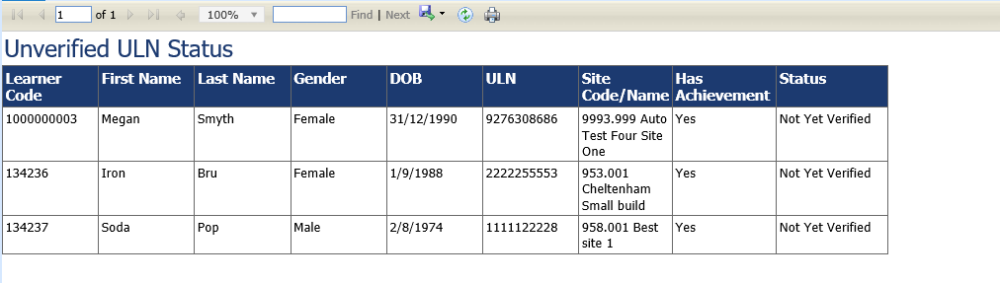 1 of 1 100% Find | Next
Unverified ULN Status
Learner Code First Name Last Name Gender DOB ULN Site Code/Name Has Achievement Status
1000000003 Megan Smyth Female 31/12/1990 9276308686 9993.999 Auto Test Four Site One Yes Not Yet Verified
134236 Iron Bru Female 1/9/1988 2222255553 953.001 Cheltenham Small build Yes Not Yet Verified
134237 Soda Pop Male 2/8/1974 1111122228 958.001 Best site 1 Yes Not Yet Verified